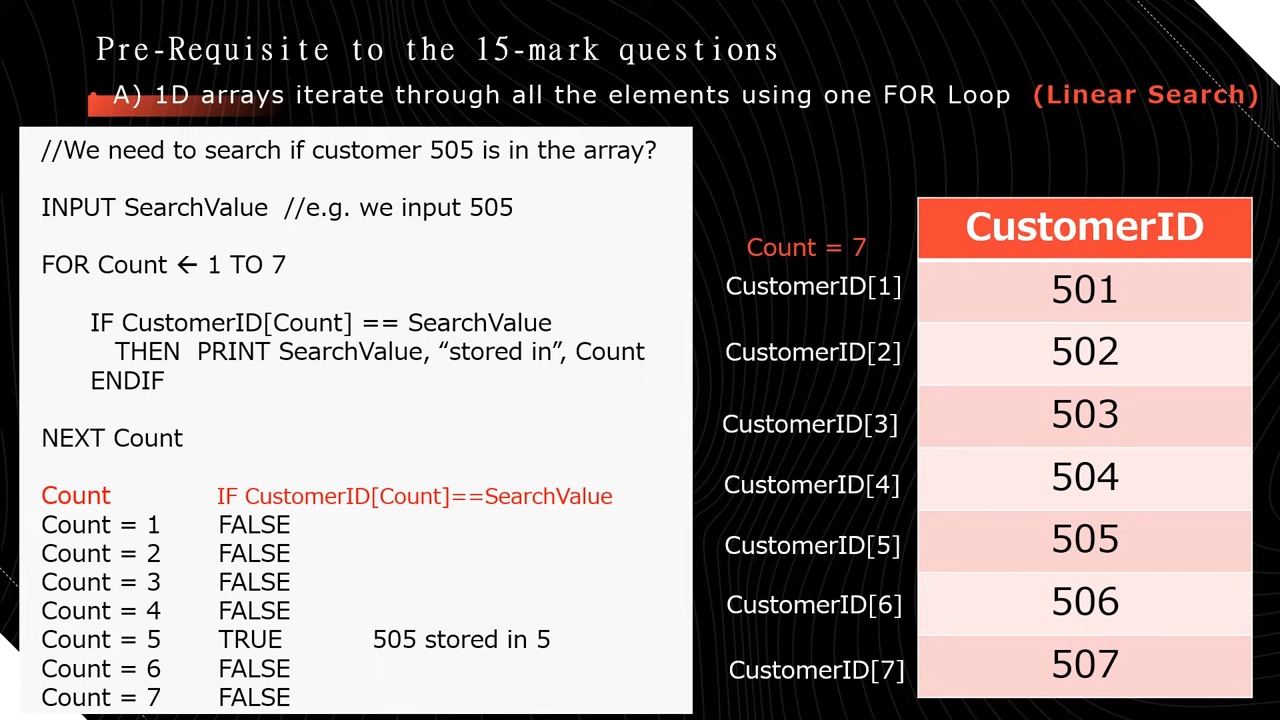 Pre-Requisite to the 15-mark questions
• A) 1D arrays iterate through all the elements using one FOR Loop (Linear Search)
//We need to search if customer 505 is in the array?
INPUT SearchValue //e.g. we input 505
FOR Count ← 1 TO 7
IF CustomerID[Count] == SearchValue
THEN PRINT SearchValue, “stored in”, Count
ENDIF
NEXT Count
Count IF CustomerID[Count]==SearchValue
Count = 1 FALSE
Count = 2 FALSE
Count = 3 FALSE
Count = 4 FALSE
Count = 5 TRUE 505 stored in 5
Count = 6 FALSE
Count = 7 FALSE
CustomerID
Count = 7
CustomerID[1] 501
CustomerID[2] 502
CustomerID[3] 503
CustomerID[4] 504
CustomerID[5] 505
CustomerID[6] 506
CustomerID[7] 507